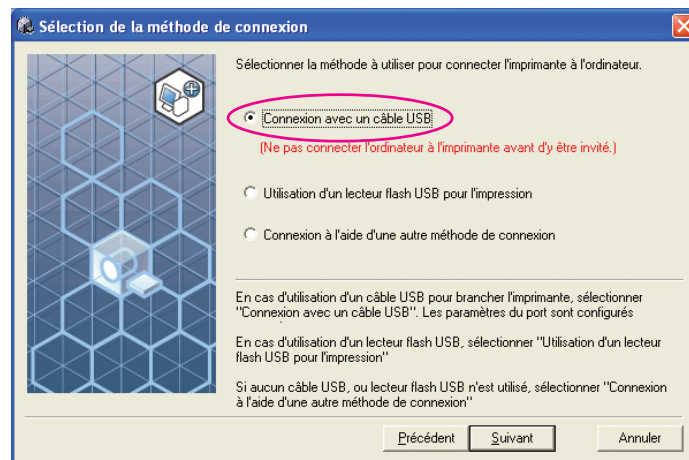 Sélection de la méthode de connexion
Sélectionner la méthode à utiliser pour connecter l'imprimante à l'ordinateur.
Connexion avec un câble USB
(Ne pas connecter l'ordinateur à l'imprimante avant d'y être invité.)
Utilisation d'un lecteur flash USB pour l'impression
Connexion à l'aide d'une autre méthode de connexion
En cas d'utilisation d'un câble USB pour brancher l'imprimante, sélectionner
"Connexion avec un câble USB". Les paramètres du port sont configurés
En cas d'utilisation d'un lecteur flash USB, sélectionner "Utilisation d'un lecteur
flash USB pour l'impression"
Si aucun câble USB, ou lecteur flash USB n'est utilisé, sélectionner "Connexion
à l'aide d'une autre méthode de connexion"
Précédent Suivant Annuler